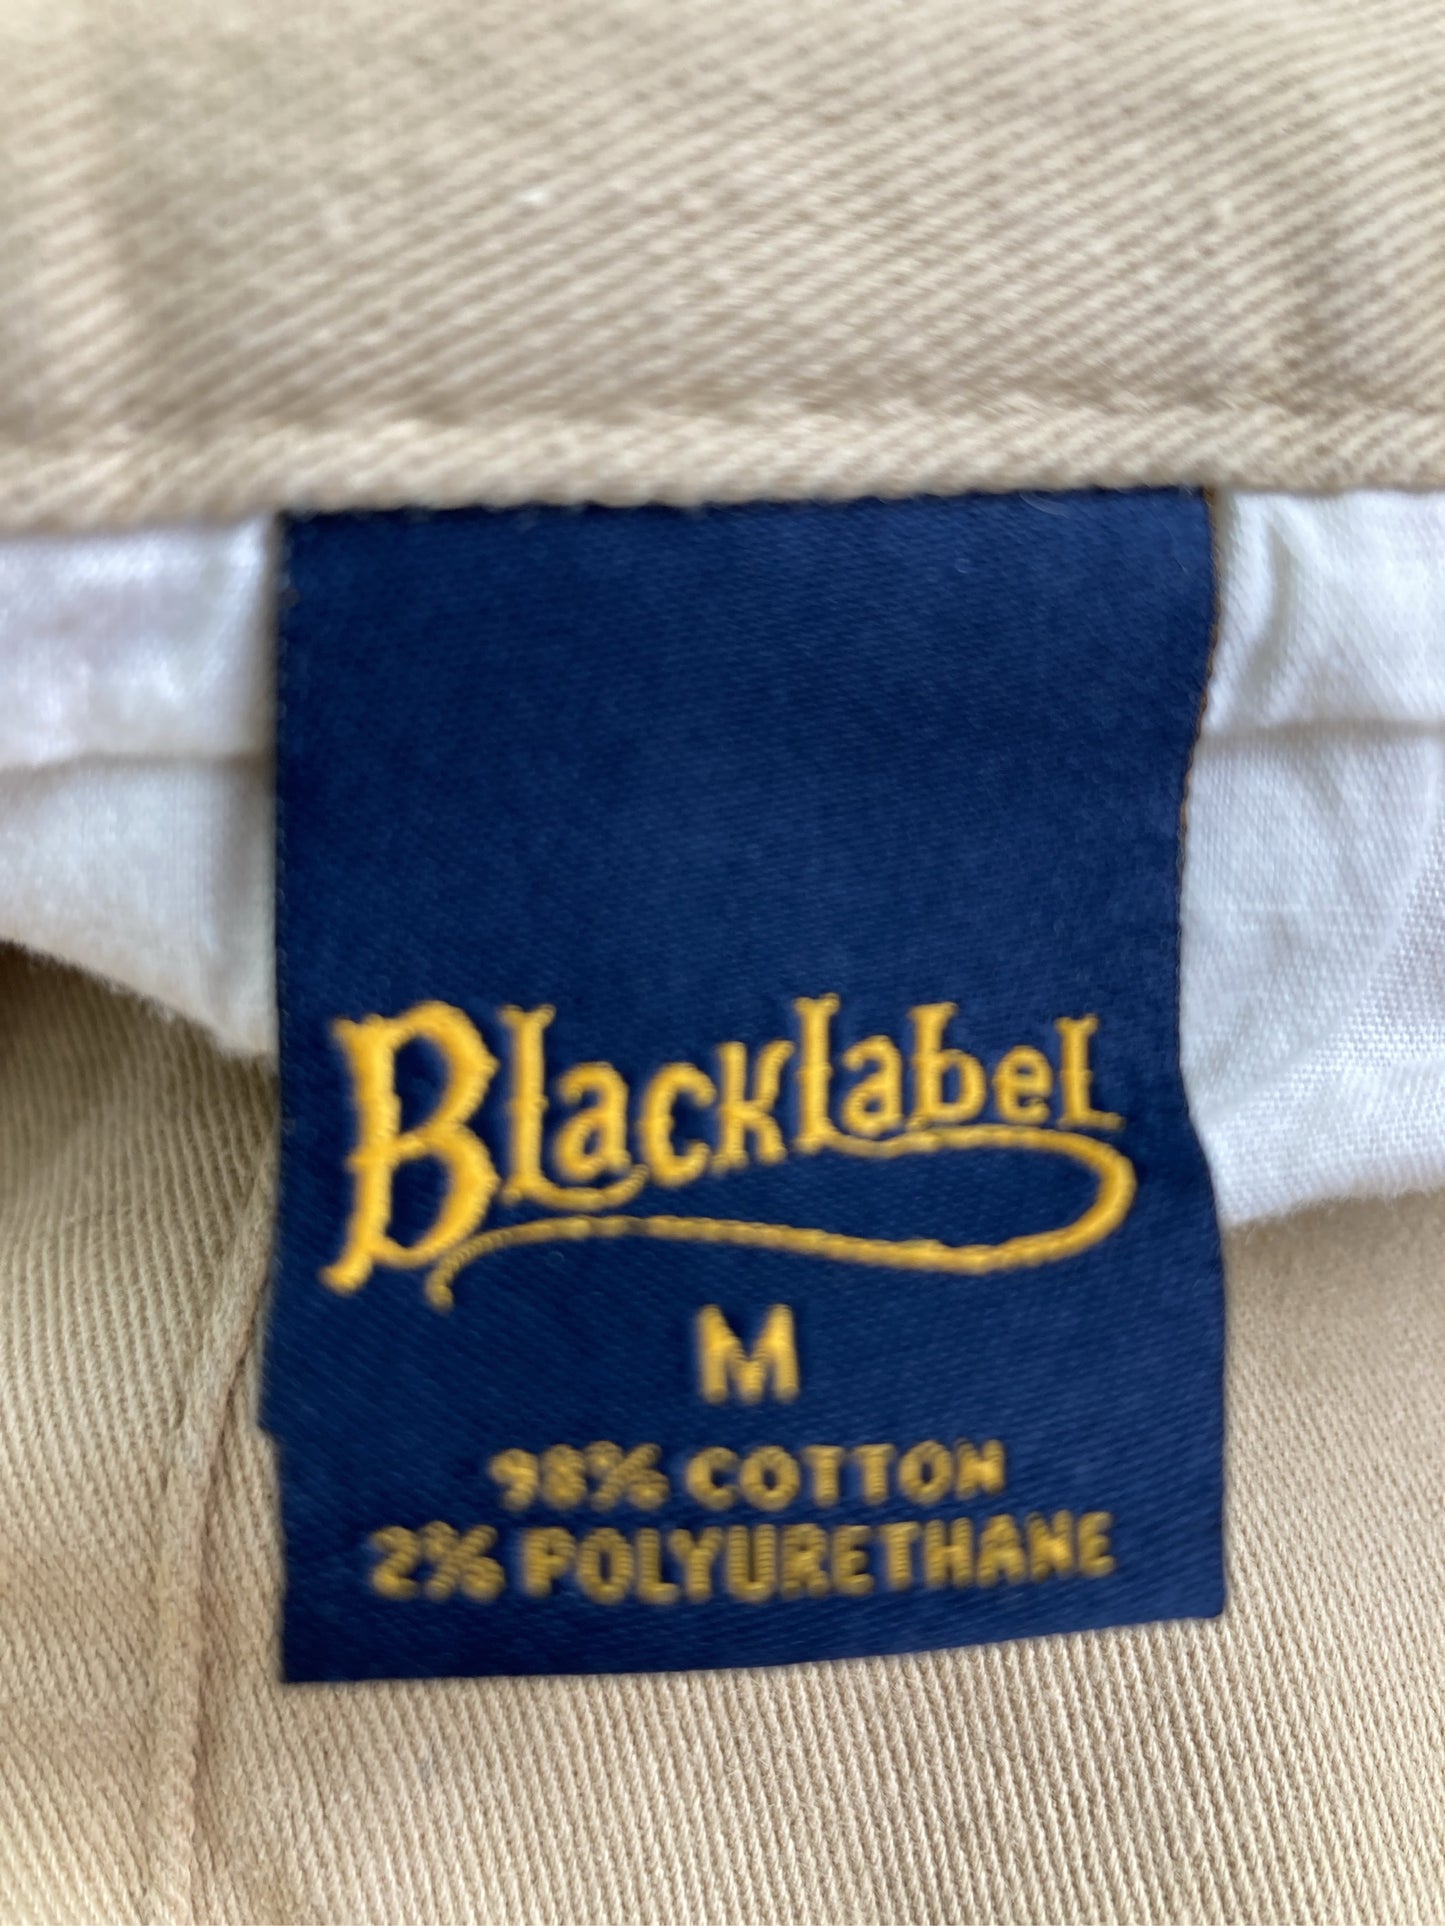 Blacklabel
M
98% COTTON
2% POLYURETHANE